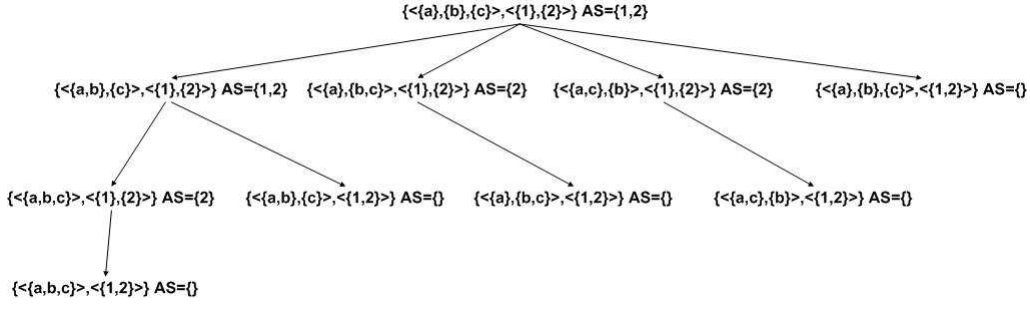 {<{a},{b},{c}>,<{1},{2}>} AS={1,2}
{<{a,b},{c}>,<{1},{2}>} AS={1,2} {<{a},{b,c}>,<{1},{2}>} AS={2} {<{a,c},{b}>,<{1},{2}>} AS={2} {<{a},{b},{c}>,<{1,2}>} AS={}
{<{a,b,c}>,<{1},{2}>} AS={2} {<{a,b},{c}>,<{1,2}>} AS={} {<{a},{b,c}>,<{1,2}>} AS={} {<{a,c},{b}>,<{1,2}>} AS={}
{<{a,b,c}>,<{1,2}>} AS={}